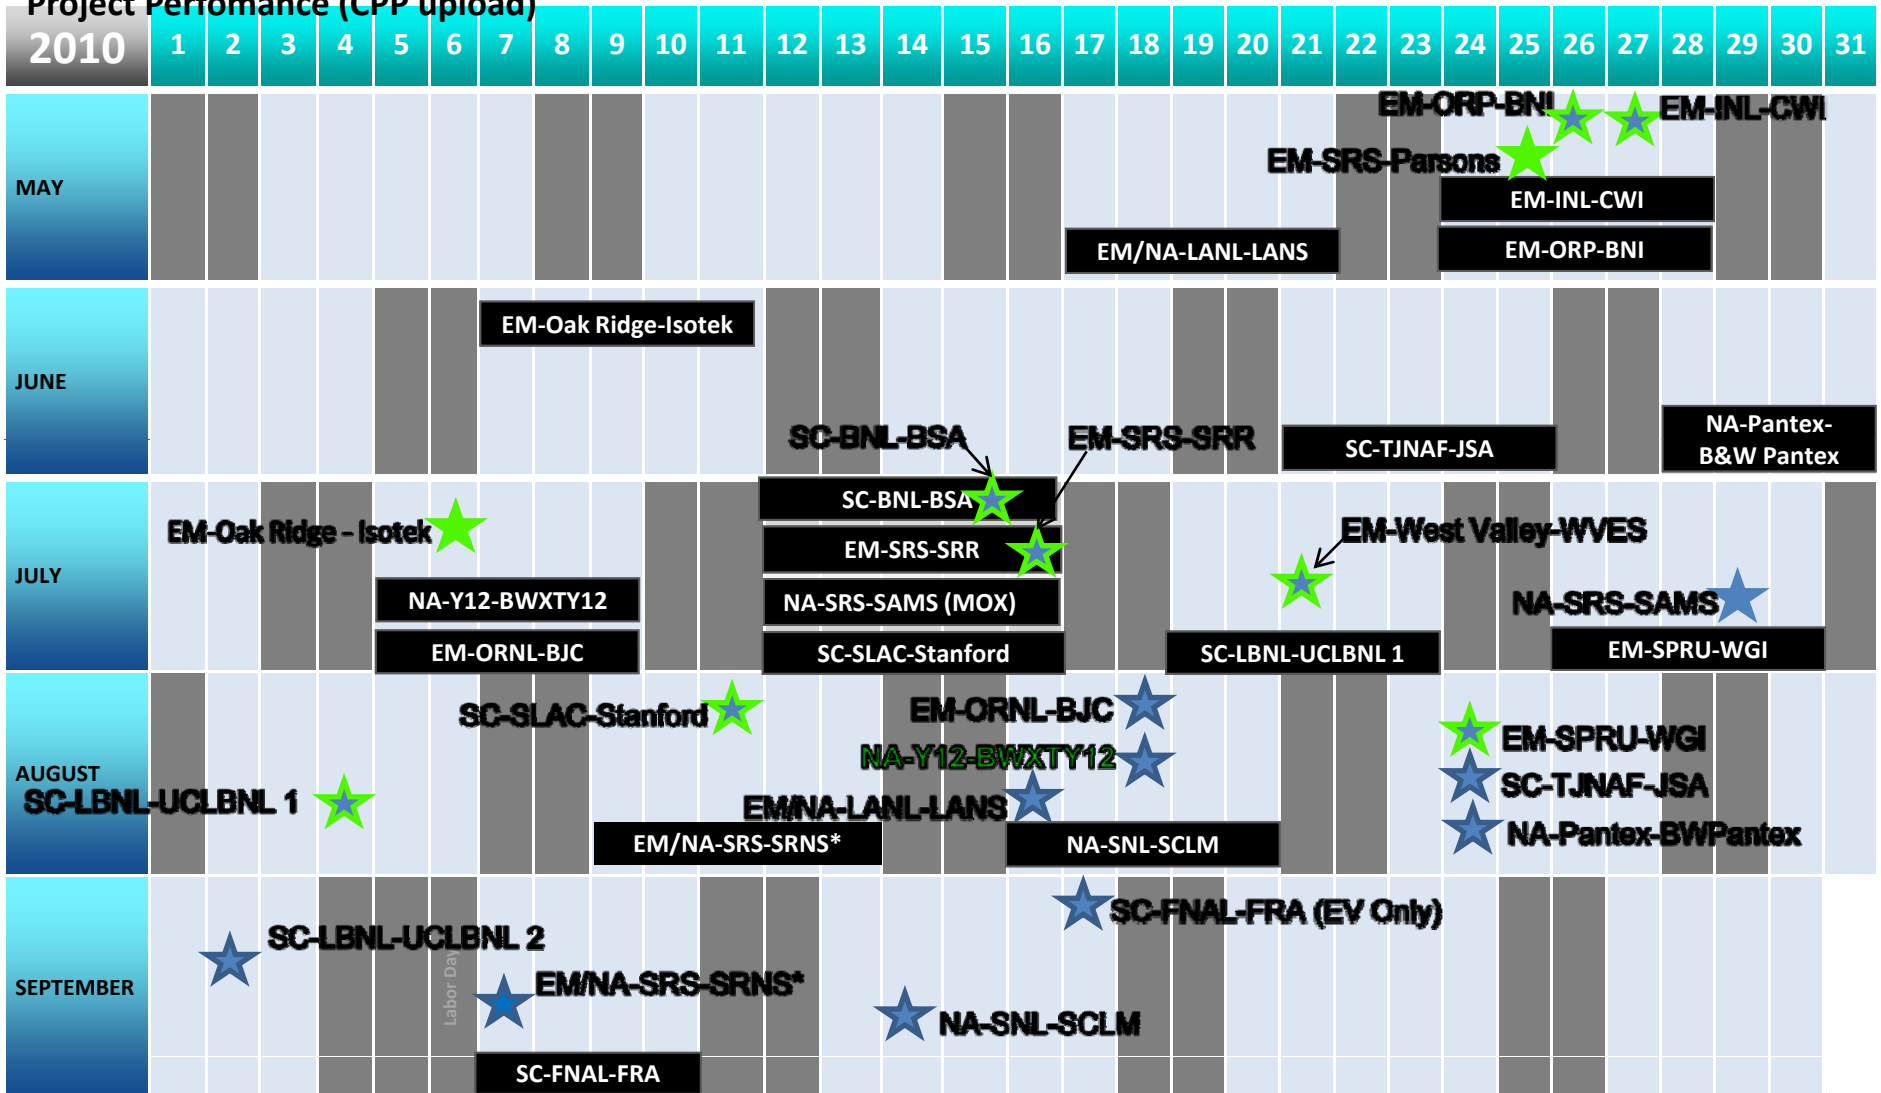 Project Perfomance (CPP upload)
2010 1 2 3 4 5 6 7 8 9 10 11 12 13 14 15 16 17 18 19 20 21 22 23 24 25 26 27 28 29 30 31
MAY
EM-ORP-BNI
EM-INL-CWI
EM-SRS-Parsons
EM-INL-CWI
EM/NA-LANL-LANS
EM-ORP-BNI
JUNE
EM-Oak Ridge-Isotek
SC-BNL-BSA
EM-SRS-SRR
SC-TJNAF-JSA
NA-Pantex-
B&W Pantex
JULY
SC-BNL-BSA
EM-Oak Ridge - Isotek
EM-SRS-SRR
EM-West Valley-WVES
NA-Y12-BWXTY12
NA-SRS-SAMS (MOX)
NA-SRS-SAMS
EM-ORNL-BJC
SC-SLAC-Stanford
SC-LBNL-UCLBNL 1
EM-SPRU-WGI
AUGUST
SC-SLAC-Stanford
EM-ORNL-BJC
EM-SPRU-WGI
NA-Y12-BWXTY12
SC-TJNAF-JSA
SC-LBNL-UCLBNL 1
EM/NA-LANL-LANS
NA-Pantex-BWPantex
EM/NA-SRS-SRNS*
NA-SNL-SCLM
SEPTEMBER
SC-FNAL-FRA (EV Only)
SC-LBNL-UCLBNL 2
Labor Day
EM/NA-SRS-SRNS*
NA-SNL-SCLM
SC-FNAL-FRA